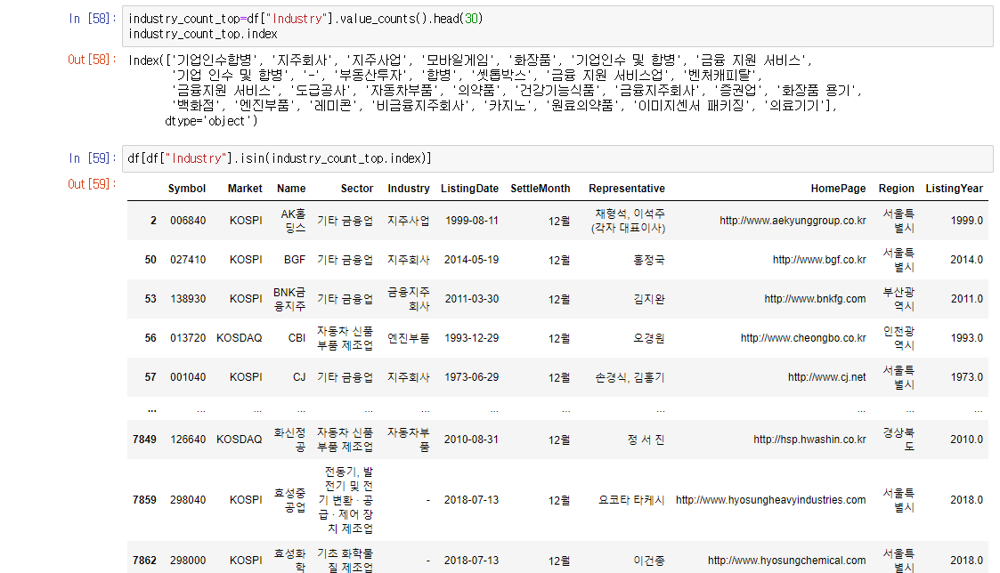 In [58]: industry_count_top=df["Industry"].value_counts().head(30)
industry_count_top.index
Out[58]: Index(['기업인수합병', '지주회사', '지주사업', '모바일게임', '화장품', '기업인수 및 합병', '금융 지원 서비스',
'기업 인수 및 합병', '-', '부동산투자', '합병', '셋톱박스', '금융 지원 서비스업', '벤처캐피탈',
'금융지원 서비스', '도급공사', '자동차부품', '의약품', '건강기능식품', '금융지주회사', '증권업', '화장품 용기',
'백화점', '엔진부품', '레미콘', '비금융지주회사', '카지노', '원료의약품', '이미지센서 패키징', '의료기기'],
dtype='object')
In [59]: df[df["Industry"].isin(industry_count_top.index)]
Out[59]:
Symbol Market Name Sector Industry ListingDate SettleMonth Representative HomePage Region ListingYear
2 006840 KOSPI AK홀딩스 기타 금융업 지주사업 1999-08-11 12월 채형석, 이석주 (각자 대표이사) http://www.aekyunggroup.co.kr 서울특별시 1999.0
50 027410 KOSPI BGF 기타 금융업 지주회사 2014-05-19 12월 홍정국 http://www.bgf.co.kr 서울특별시 2014.0
53 138930 KOSPI BNK금융지주 기타 금융업 금융지주회사 2011-03-30 12월 김지완 http://www.bnkfg.com 부산광역시 2011.0
56 013720 KOSDAQ CBI 자동차 신품 부품 제조업 엔진부품 1993-12-29 12월 오경원 http://www.cheongbo.co.kr 인천광역시 1993.0
57 001040 KOSPI CJ 기타 금융업 지주회사 1973-06-29 12월 손경식, 김홍기 http://www.cj.net 서울특별시 1973.0
... ... ... ... ... ... ... ... ... ... ... ...
7849 126640 KOSDAQ 화신정공 자동차 신품 부품 제조업 자동차부품 2010-08-31 12월 정 서 진 http://hsp.hwashin.co.kr 경상북도 2010.0
7859 298040 KOSPI 효성중공업 전동기, 발전기 및 전기 변환 · 공급 · 제어 장치 제조업 - 2018-07-13 12월 요코타 타케시 http://www.hyosungheavyindustries.com 서울특별시 2018.0
7862 298000 KOSPI 효성화학 기초 화학물질 제조업 - 2018-07-13 12월 이건종 http://www.hyosungchemical.com 서울특별시 2018.0